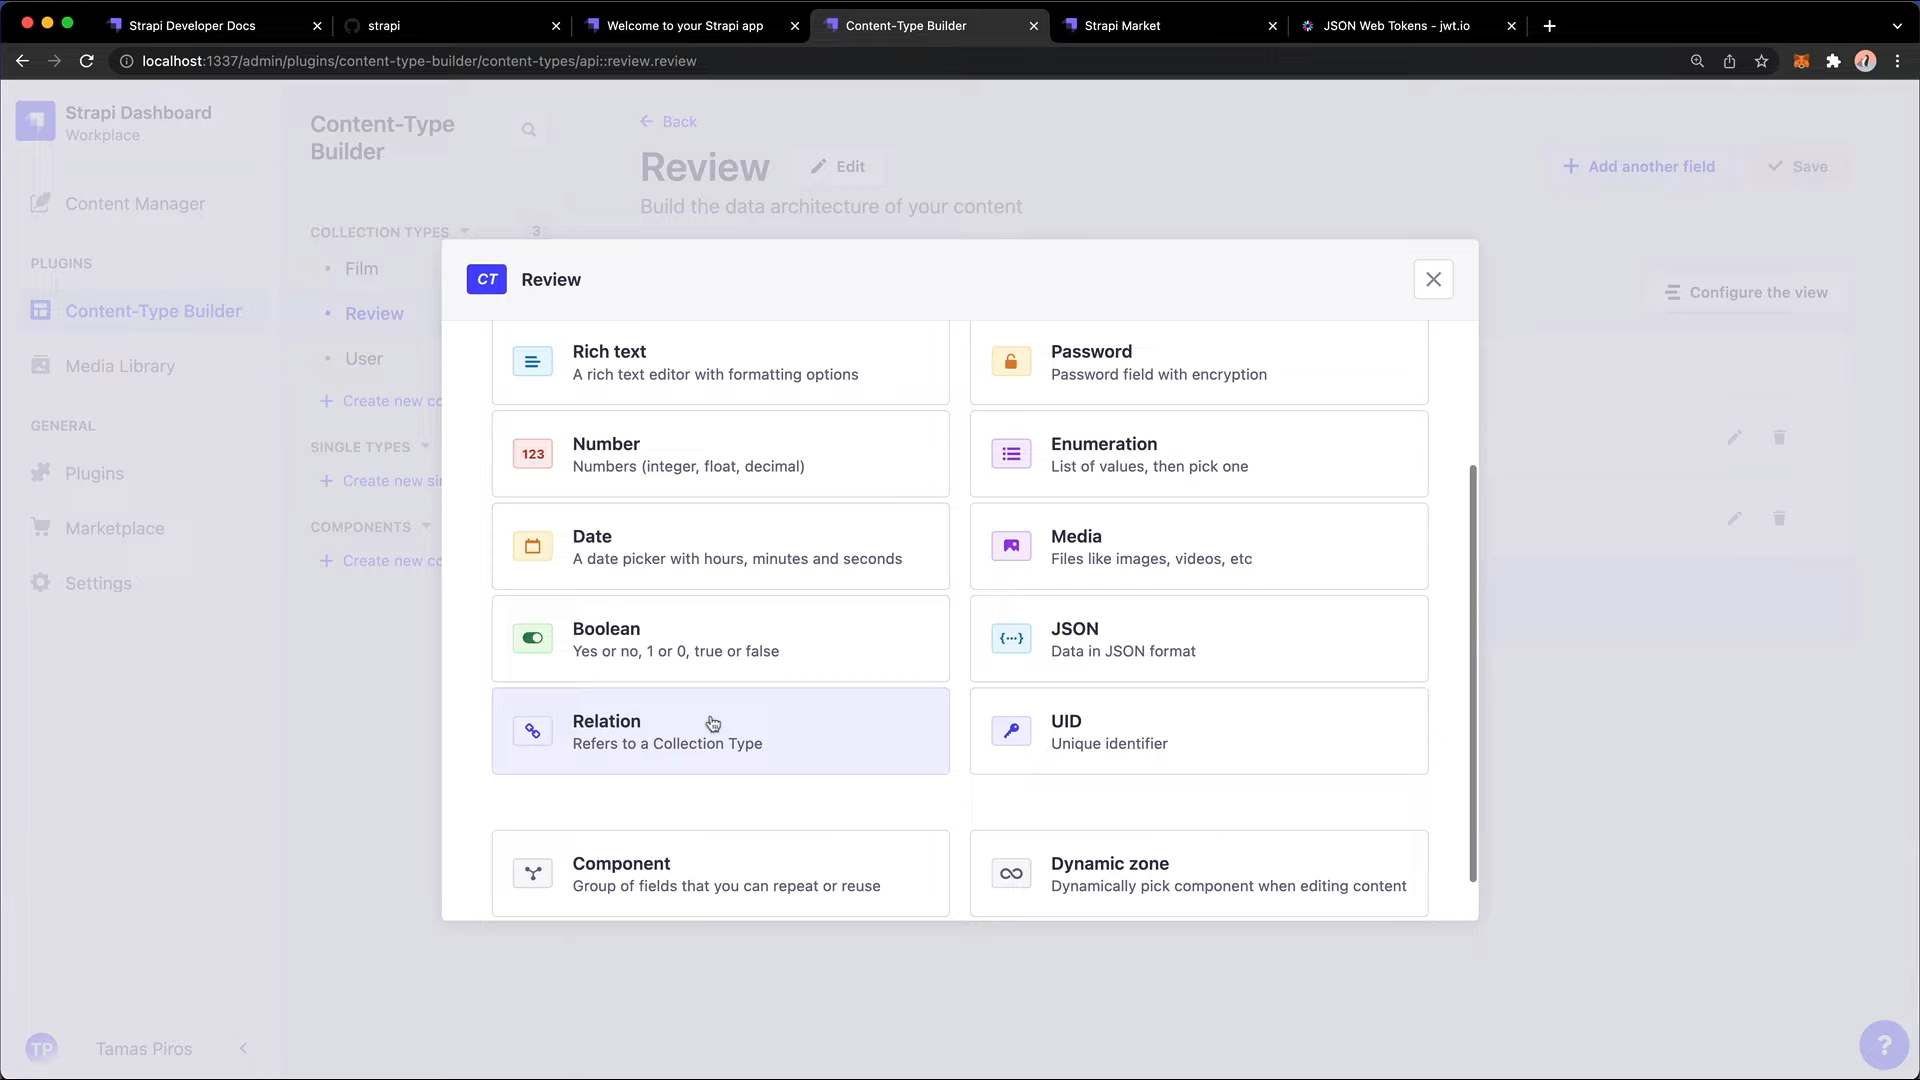 Strapi Developer Docs
strapi
Welcome to your Strapi app
Content-Type Builder
Strapi Market
JSON Web Tokens - jwt.io
localhost:1337/admin/plugins/content-type-builder/content-types/api::review.review
Strapi Dashboard
Workplace
Content Manager
PLUGINS
Content-Type Builder
Media Library
GENERAL
Plugins
Marketplace
Settings
TP
Tamas Piros
Content-Type
Builder
COLLECTION TYPES
3
Film
Review
User
Create new co
SINGLE TYPES
Create new si
COMPONENTS
Create new co
Back
Review
Edit
Add another field
Save
Build the data architecture of your content
Configure the view
CT
Review
Rich text
A rich text editor with formatting options
Password
Password field with encryption
123
Number
Numbers (integer, float, decimal)
Enumeration
List of values, then pick one
Date
A date picker with hours, minutes and seconds
Media
Files like images, videos, etc
Boolean
Yes or no, 1 or 0, true or false
JSON
Data in JSON format
Relation
Refers to a Collection Type
UID
Unique identifier
Component
Group of fields that you can repeat or reuse
Dynamic zone
Dynamically pick component when editing content
?